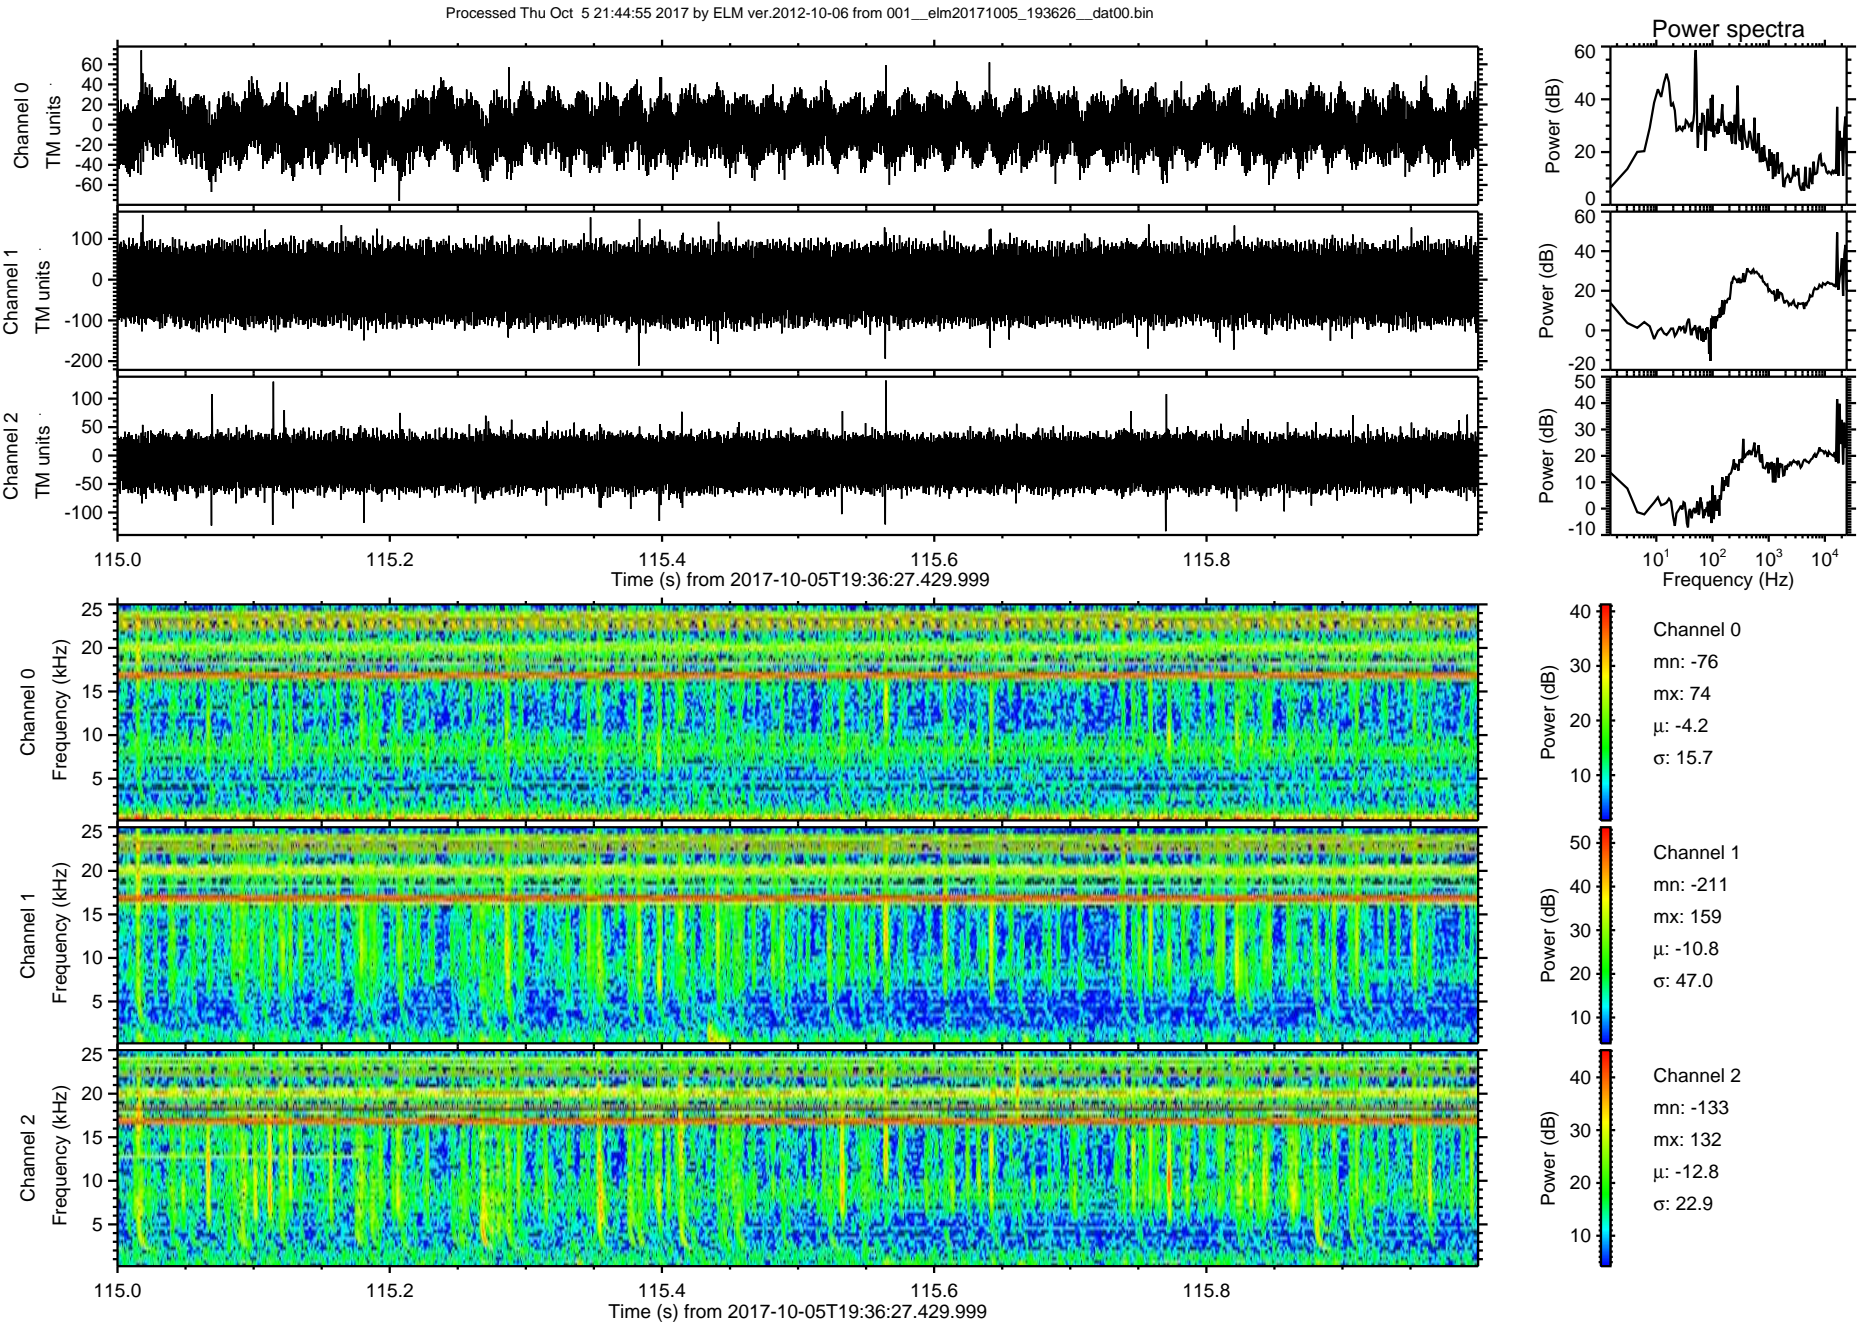 Processed Thu Oct  5 21:44:55 2017 by ELM ver.2012-10-06 from 001__elm20171005_193626__dat00.bin
Power spectra
Channel 0
TM units
60
40
20
0
-20
-40
-60
Power (dB)
60
40
20
0
Channel 1
TM units
100
0
-100
-200
Power (dB)
60
40
20
0
-20
Channel 2
TM units
100
50
0
-50
-100
Power (dB)
50
40
30
20
10
0
-10
115.0 115.2 115.4 115.6 115.8
Time (s) from 2017-10-05T19:36:27.429.999
10^1 10^2 10^3 10^4
Frequency (Hz)
Channel 0
Frequency (kHz)
25
20
15
10
5
Power (dB)
40
30
20
10
Channel 0
mn: -76
mx: 74
μ: -4.2
σ: 15.7
Channel 1
Frequency (kHz)
25
20
15
10
5
Power (dB)
50
40
30
20
10
Channel 1
mn: -211
mx: 159
μ: -10.8
σ: 47.0
Channel 2
Frequency (kHz)
25
20
15
10
5
Power (dB)
40
30
20
10
Channel 2
mn: -133
mx: 132
μ: -12.8
σ: 22.9
115.0 115.2 115.4 115.6 115.8
Time (s) from 2017-10-05T19:36:27.429.999